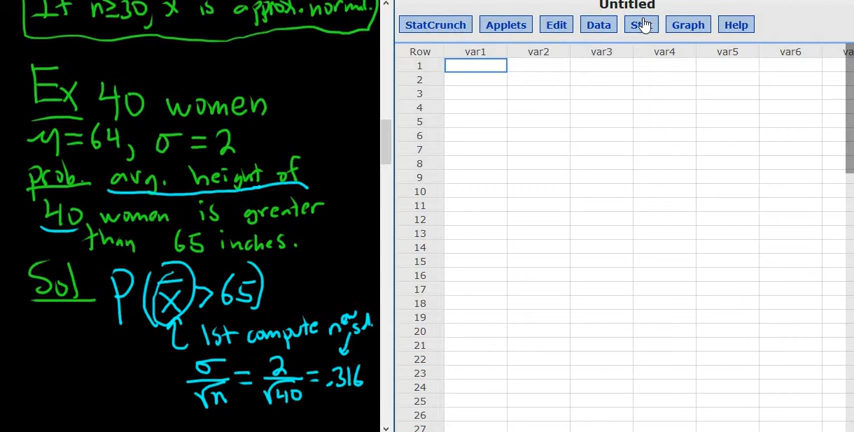 If n≥30, x̄ is approx. normal.
Ex 40 women
μ=64, σ=2
prob. avg. height of
40 women is greater
than 65 inches.
Sol P(x̄>65)
1st compute new s.d.
σ/√n = 2/√40 = .316
Untitled
StatCrunch Applets Edit Data Graph Help
Row var1 var2 var3 var4 var5 var6
1
2
3
4
5
6
7
8
9
10
11
12
13
14
15
16
17
18
19
20
21
22
23
24
25
26
27